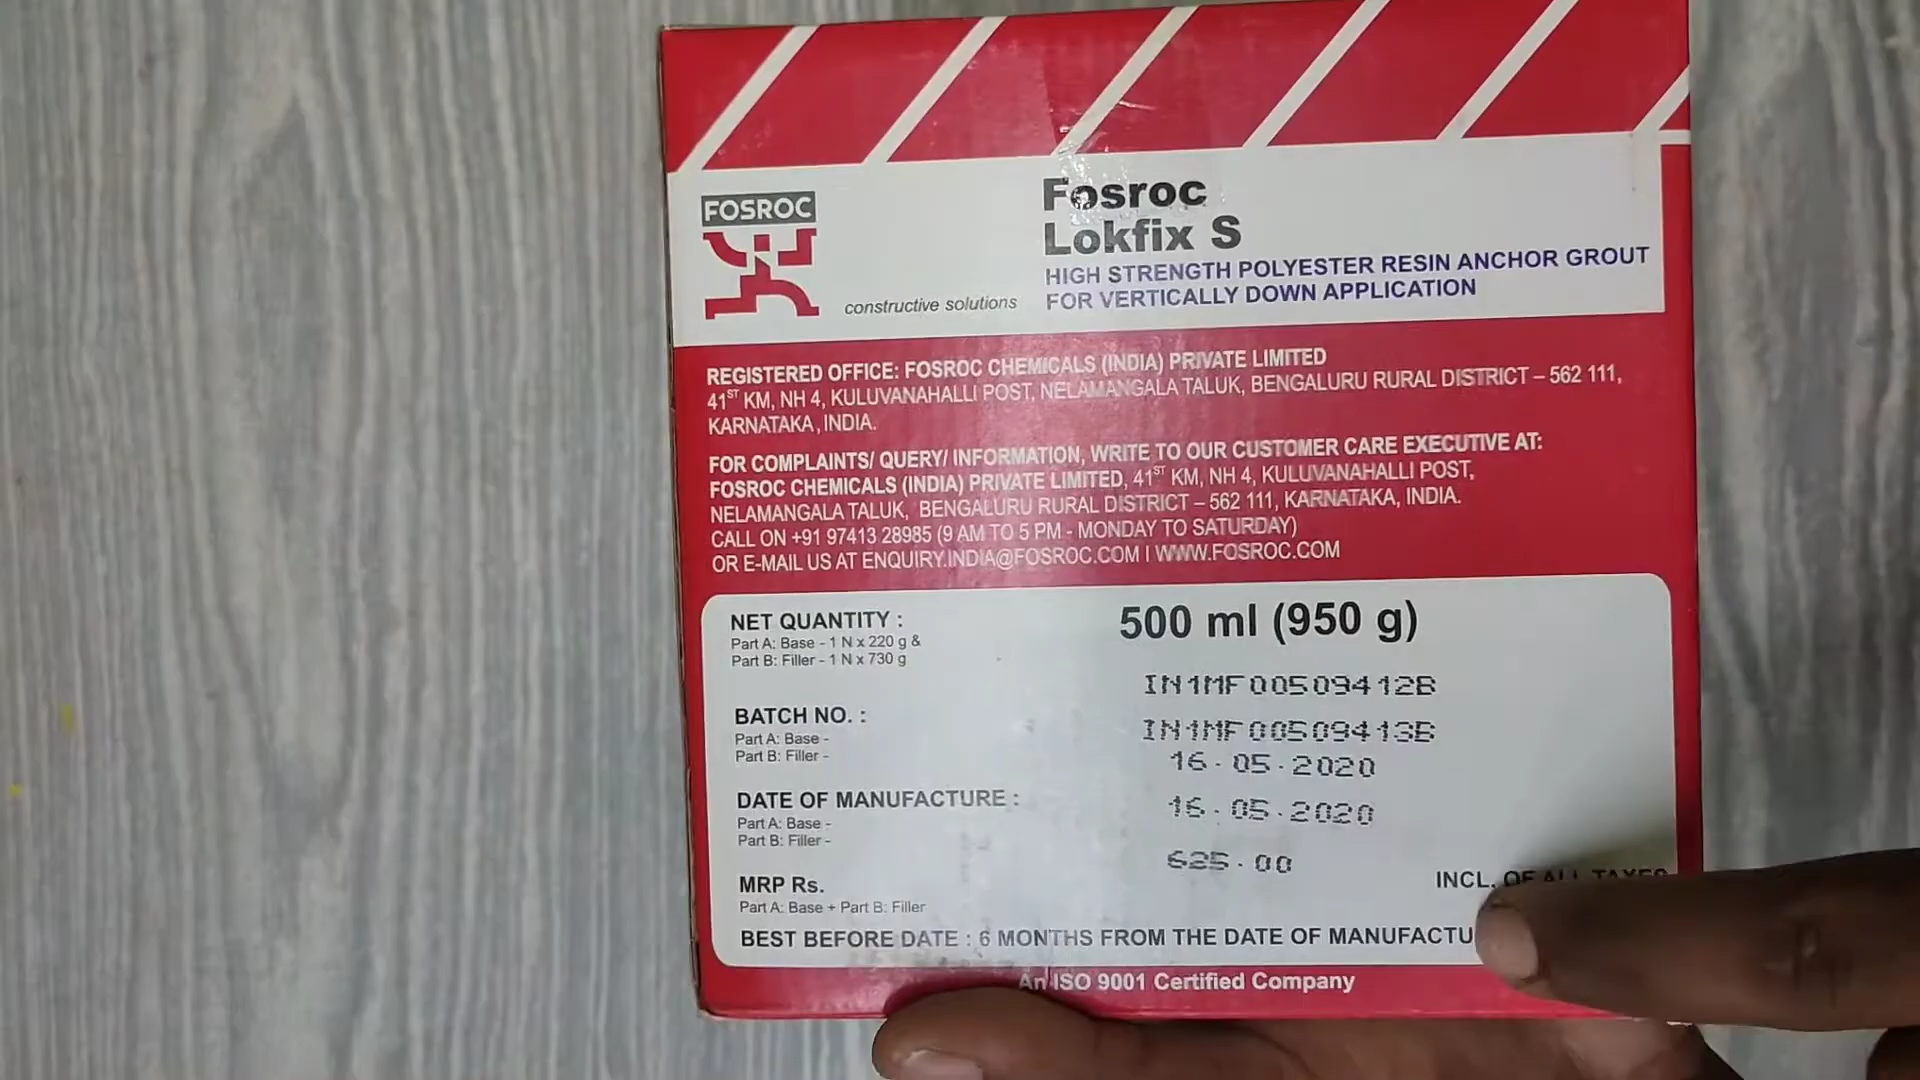 FOSROC
constructive solutions
Fosroc
Lokfix S
HIGH STRENGTH POLYESTER RESIN ANCHOR GROUT
FOR VERTICALLY DOWN APPLICATION
REGISTERED OFFICE: FOSROC CHEMICALS (INDIA) PRIVATE LIMITED
41ST KM, NH 4, KULUVANAHALLI POST, NELAMANGALA TALUK, BENGALURU RURAL DISTRICT – 562 111,
KARNATAKA, INDIA.
FOR COMPLAINTS/ QUERY/ INFORMATION, WRITE TO OUR CUSTOMER CARE EXECUTIVE AT:
FOSROC CHEMICALS (INDIA) PRIVATE LIMITED, 41ST KM, NH 4, KULUVANAHALLI POST,
NELAMANGALA TALUK, BENGALURU RURAL DISTRICT – 562 111, KARNATAKA, INDIA.
CALL ON +91 97413 28985 (9 AM TO 5 PM - MONDAY TO SATURDAY)
OR E-MAIL US AT ENQUIRY.INDIA@FOSROC.COM I WWW.FOSROC.COM
NET QUANTITY : 500 ml (950 g)
Part A: Base - 1 N x 220 g &
Part B: Filler - 1 N x 730 g
IN1MF00509412B
BATCH NO. :
IN1MF00509413B
Part A: Base -
Part B: Filler -
16.05.2020
DATE OF MANUFACTURE :
16.05.2020
Part A: Base -
Part B: Filler -
625.00
MRP Rs.
INCL. OF ALL TAXES
Part A: Base + Part B: Filler
BEST BEFORE DATE : 6 MONTHS FROM THE DATE OF MANUFACTU
An ISO 9001 Certified Company